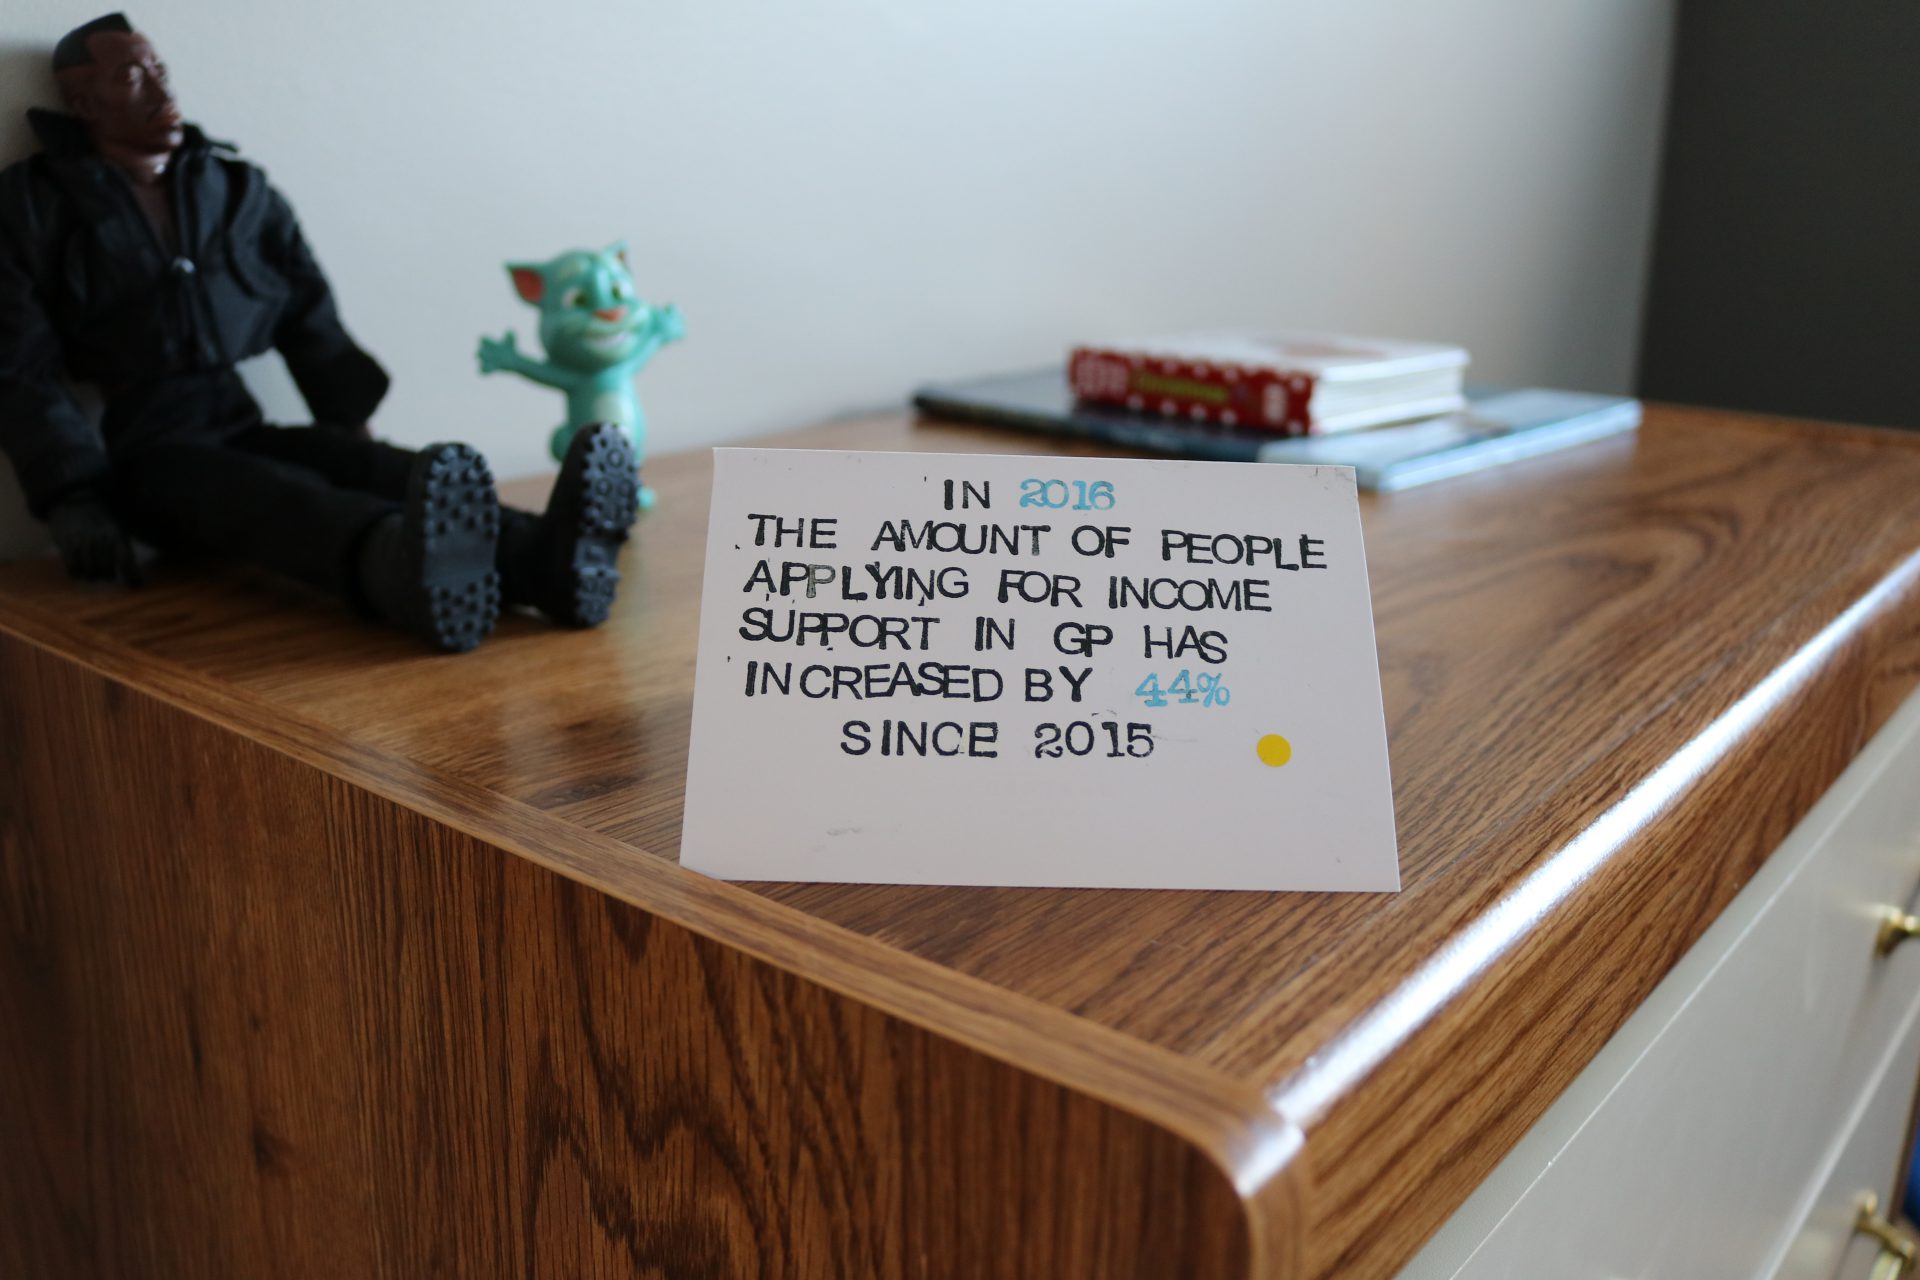 IN 2016
THE AMOUNT OF PEOPLE
APPLYING FOR INCOME
SUPPORT IN GP HAS
INCREASED BY 44%
SINCE 2015